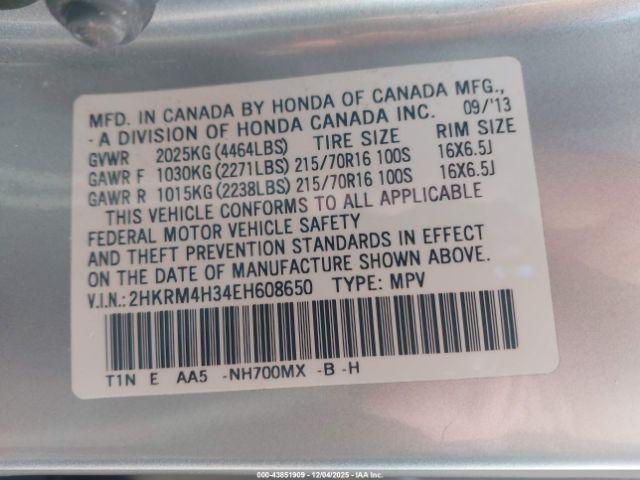 MFD. IN CANADA BY HONDA OF CANADA MFG.,
-A DIVISION OF HONDA CANADA INC. 09/'13
GVWR 2025KG(4464LBS) TIRE SIZE RIM SIZE
GAWR F 1030KG(2271LBS) 215/70R16 100S 16X6.5J
GAWR R 1015KG(2238LBS) 215/70R16 100S 16X6.5J
THIS VEHICLE CONFORMS TO ALL APPLICABLE
FEDERAL MOTOR VEHICLE SAFETY
AND THEFT PREVENTION STANDARDS IN EFFECT
ON THE DATE OF MANUFACTURE SHOWN ABOVE.
V.I.N.: 2HKRM4H34EH608650 TYPE: MPV
T1N E AA5 -NH700MX -B -H
000-43851909 - 12/04/2025 - IAA Inc.